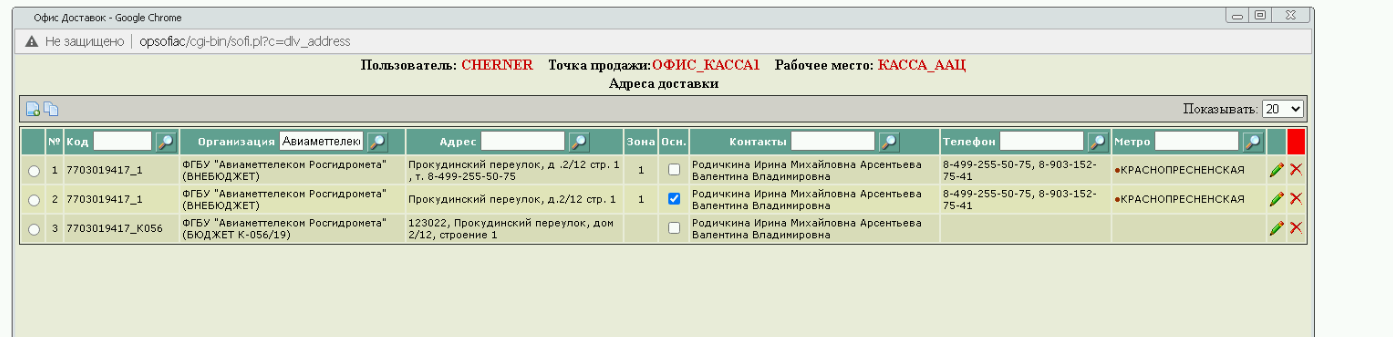 Офис Доставок - Google Chrome
Не защищено | opsofiac/cgi-bin/sofi.pl?c=dlv_address
Пользователь: CHERNER Точка продажи:ОФИС_КАССА1 Рабочее место: КАССА_ААЦ
Адреса доставки
Показывать: 20
№ Код Организация Авиаметтелеко Адрес Зона Осн. Контакты Телефон Метро
1 7703019417_1 ФГБУ "Авиаметтелеком Росгидромета" (ВНЕБЮДЖЕТ) Прокудинский переулок, д .2/12 стр. 1 , т. 8-499-255-50-75 1 Родичкина Ирина Михайловна Арсентьева Валентина Владимировна 8-499-255-50-75, 8-903-152-75-41 •КРАСНОПРЕСНЕНСКАЯ
2 7703019417_1 ФГБУ "Авиаметтелеком Росгидромета" (ВНЕБЮДЖЕТ) Прокудинский переулок, д.2/12 стр. 1 1 Родичкина Ирина Михайловна Арсентьева Валентина Владимировна 8-499-255-50-75, 8-903-152-75-41 •КРАСНОПРЕСНЕНСКАЯ
3 7703019417_К056 ФГБУ "Авиаметтелеком Росгидромета" (БЮДЖЕТ К-056/19) 123022, Прокудинский переулок, дом 2/12, строение 1 Родичкина Ирина Михайловна Арсентьева Валентина Владимировна